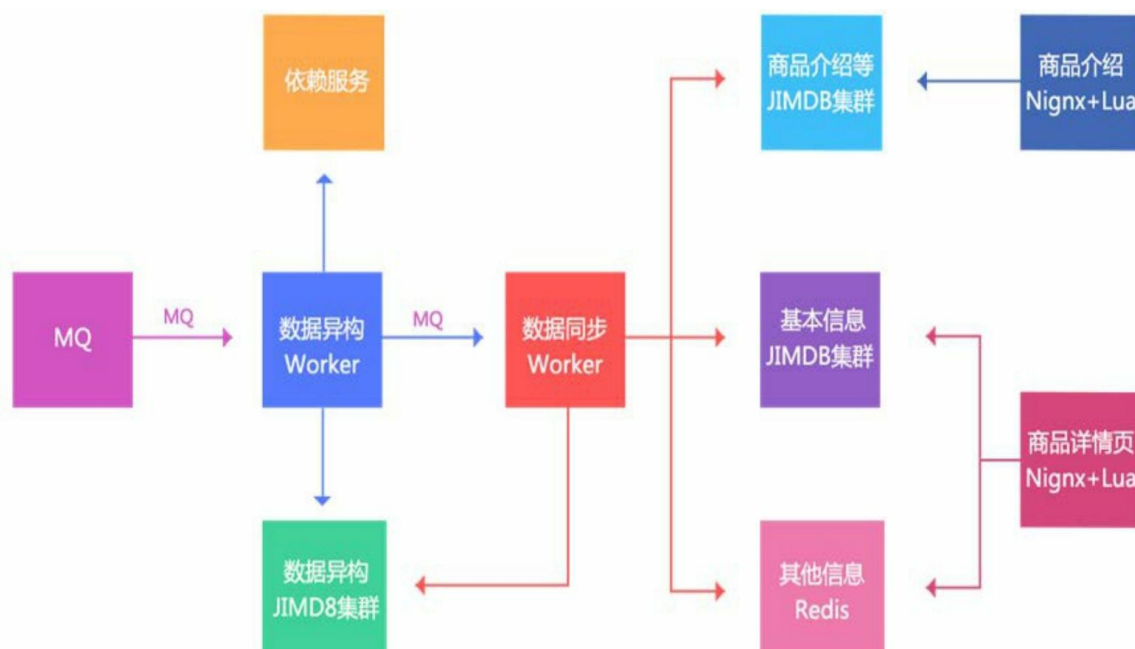 依赖服务
商品介绍等
JIMDB集群
商品介绍
Nignx+Lua
MQ
MQ
数据异构
Worker
MQ
数据同步
Worker
基本信息
JIMDB集群
商品详情页
Nignx+Lua
数据异构
JIMD8集群
其他信息
Redis